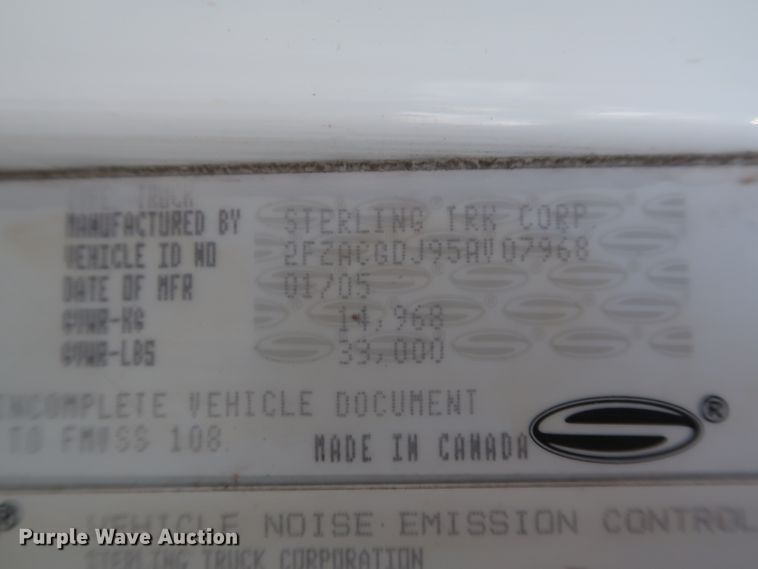 TYPE TRUCK
MANUFACTURED BY STERLING TRK CORP
VEHICLE ID NO 2FZACGDJ95AV07968
DATE OF MFR 01/05
GVWR-KG 14,968
GVWR-LBS 33,000
INCOMPLETE VEHICLE DOCUMENT
TO FMVSS 108.
MADE IN CANADA ®
® VEHICLE NOISE EMISSION CONTROL
STERLING TRUCK CORPORATION
Purple Wave Auction